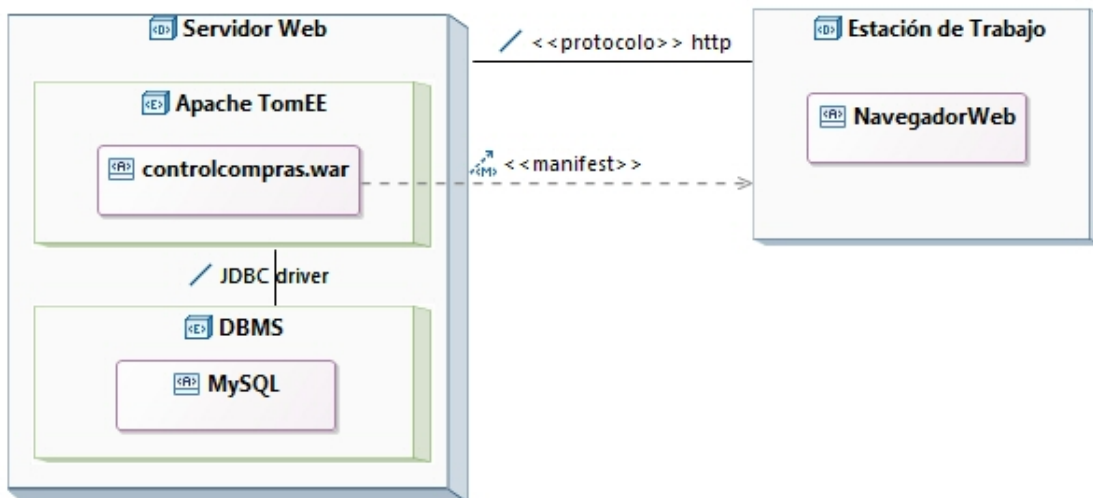 <D> Servidor Web
<<protocolo>> http
<D> Estación de Trabajo
<E> Apache TomEE
<A> NavegadorWeb
<A> controlcompras.war
<M> <<manifest>>
JDBC driver
<E> DBMS
<A> MySQL